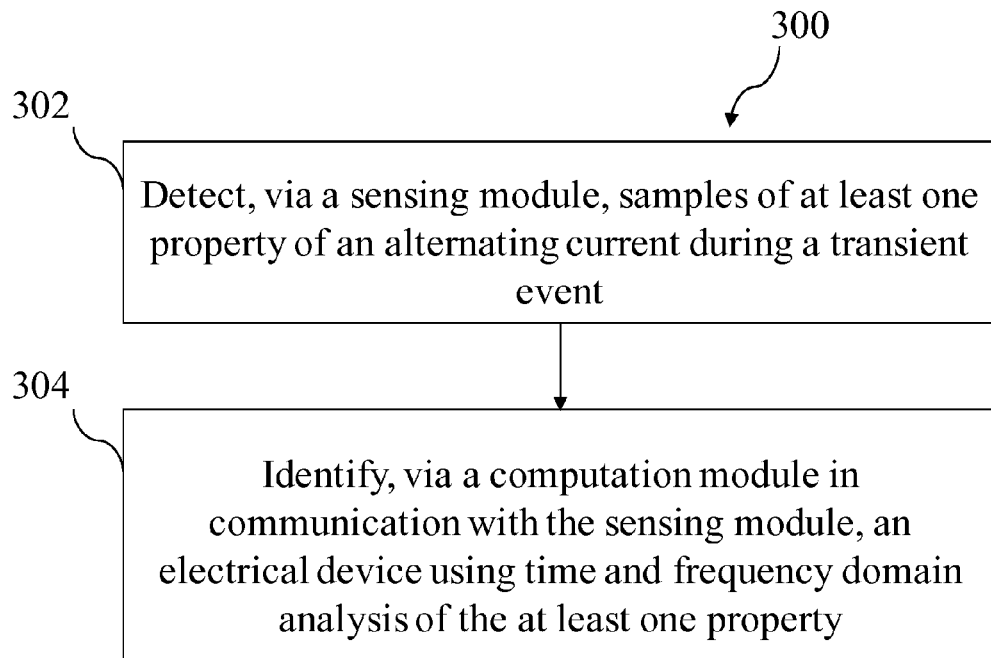 300
302
Detect, via a sensing module, samples of at least one
property of an alternating current during a transient
event
304
Identify, via a computation module in
communication with the sensing module, an
electrical device using time and frequency domain
analysis of the at least one property